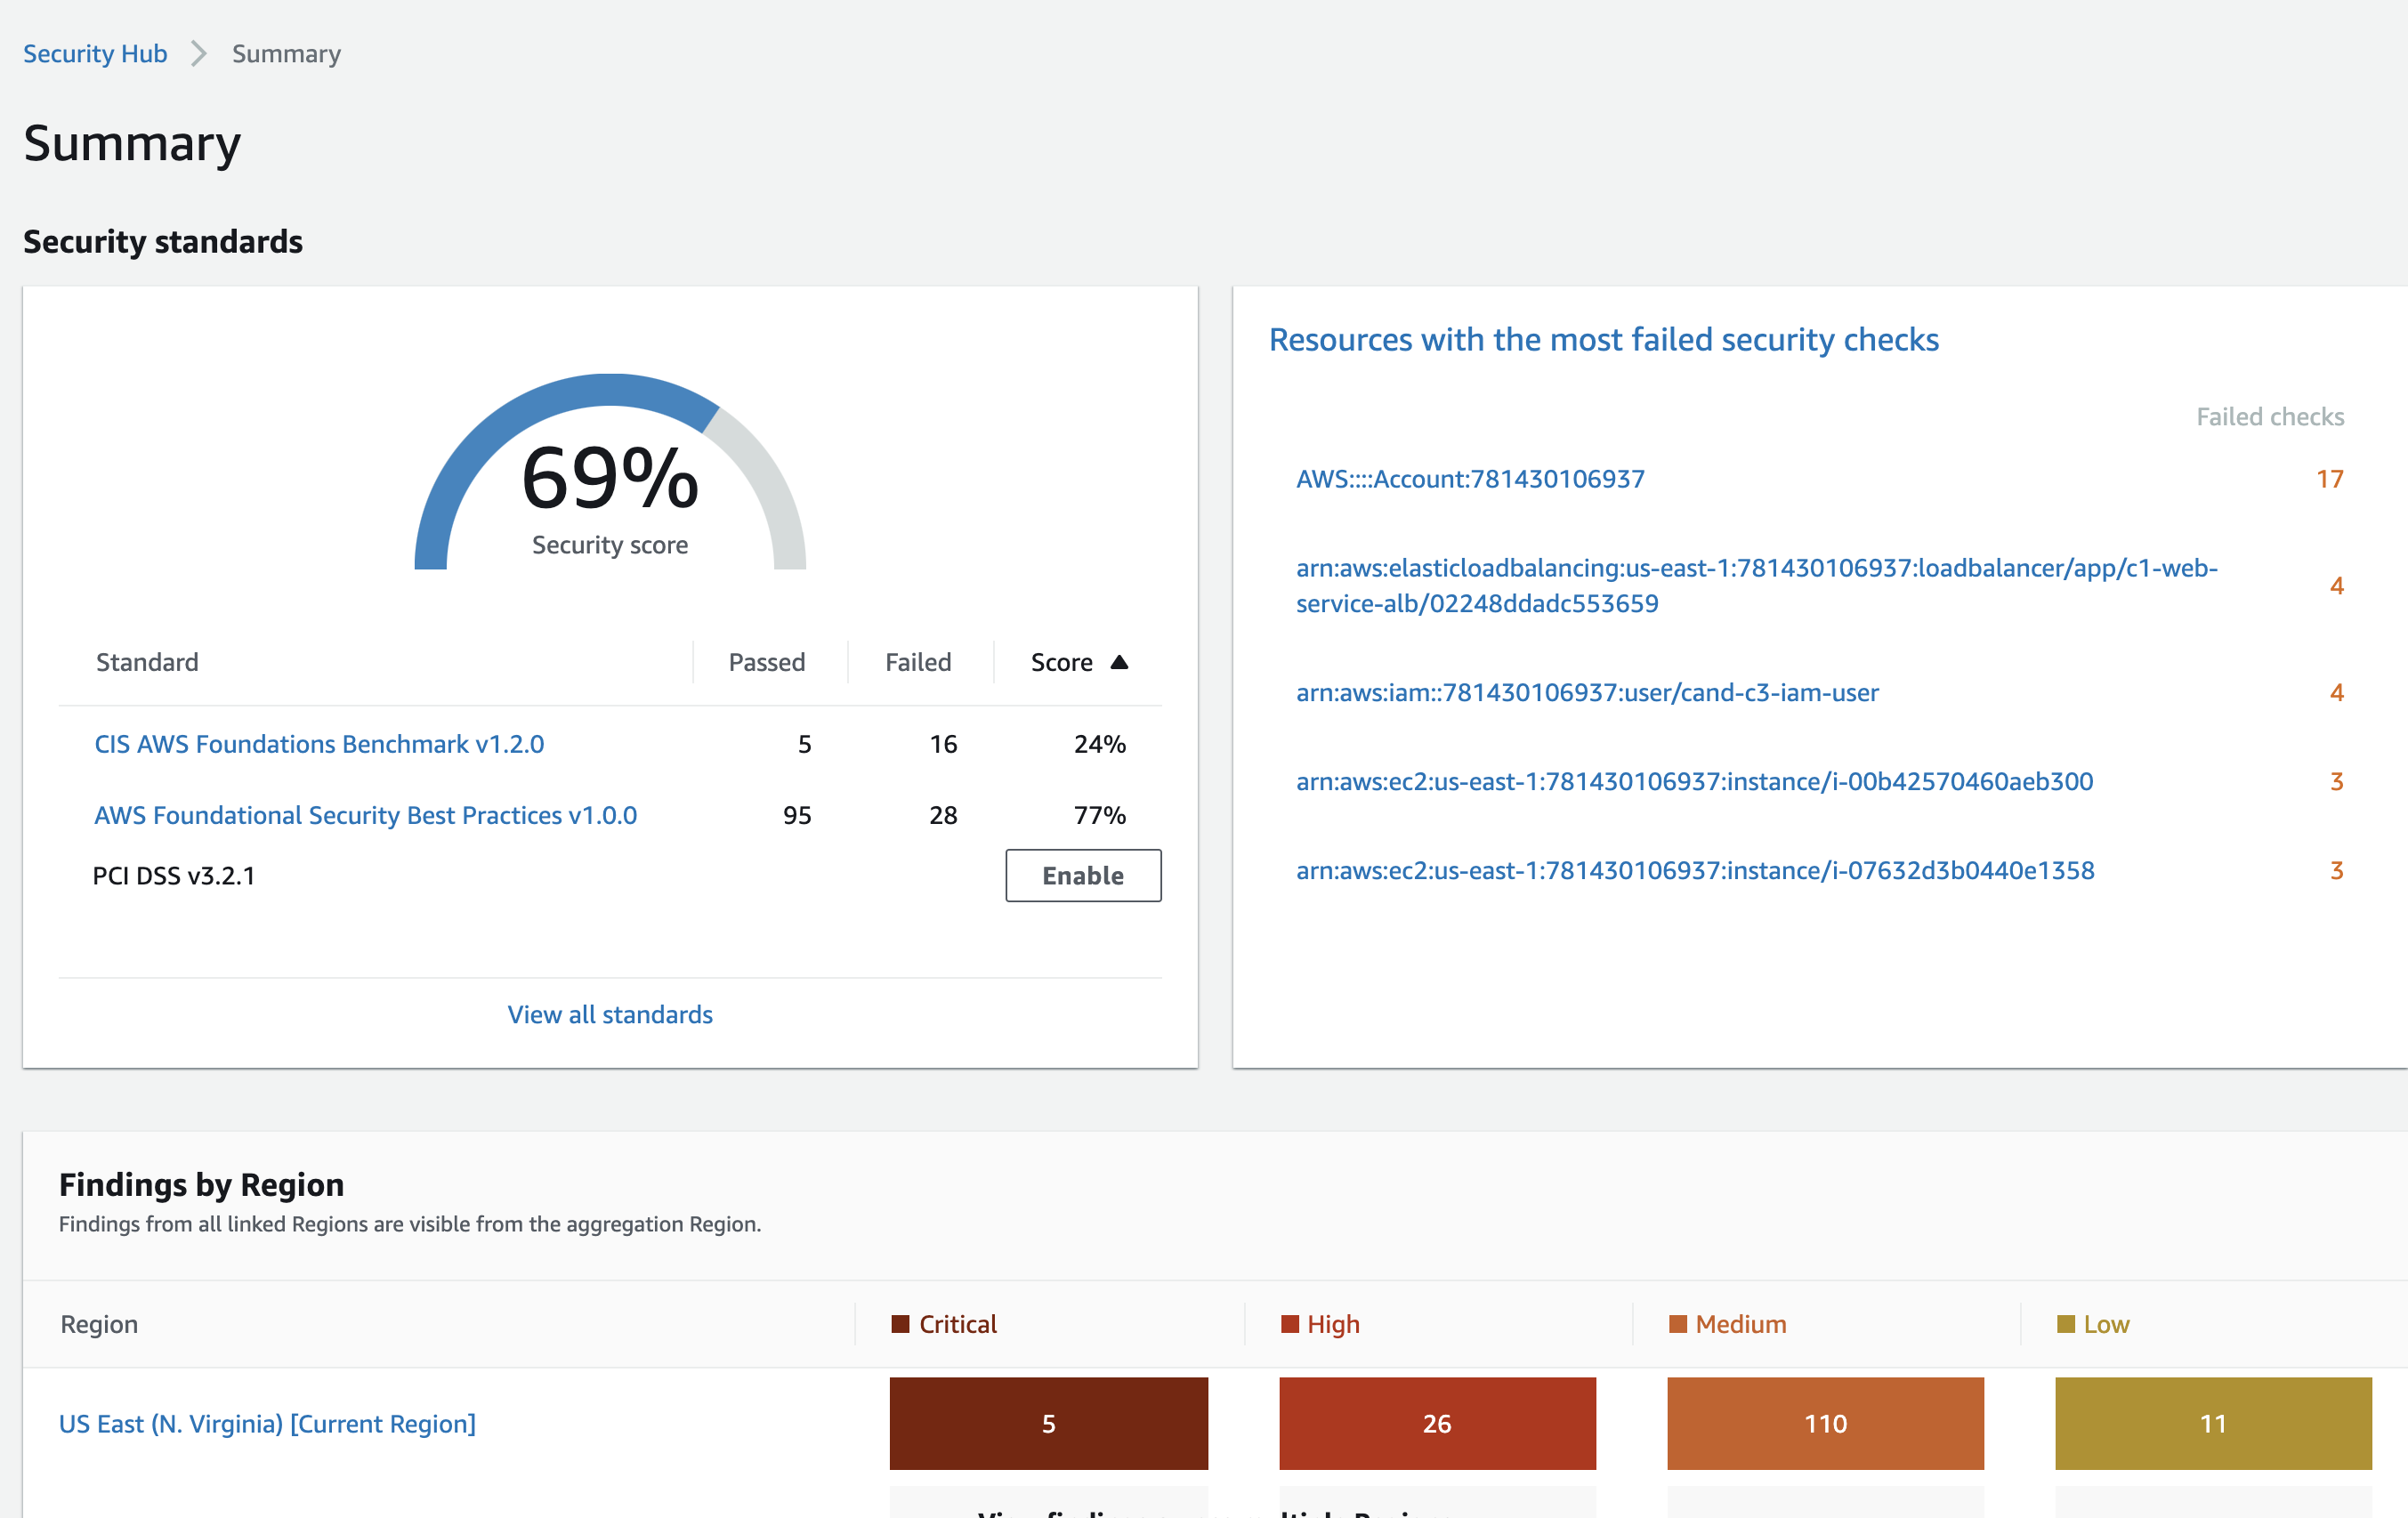 Security Hub
Summary
Summary
Security standards
69%
Security score
Standard Passed Failed Score
CIS AWS Foundations Benchmark v1.2.0 5 16 24%
AWS Foundational Security Best Practices v1.0.0 95 28 77%
PCI DSS v3.2.1 Enable
View all standards
Resources with the most failed security checks
Failed checks
AWS::::Account:781430106937 17
arn:aws:elasticloadbalancing:us-east-1:781430106937:loadbalancer/app/c1-web-
service-alb/02248ddadc553659 4
arn:aws:iam::781430106937:user/cand-c3-iam-user 4
arn:aws:ec2:us-east-1:781430106937:instance/i-00b42570460aeb300 3
arn:aws:ec2:us-east-1:781430106937:instance/i-07632d3b0440e1358 3
Findings by Region
Findings from all linked Regions are visible from the aggregation Region.
Region Critical High Medium Low
US East (N. Virginia) [Current Region] 5 26 110 11